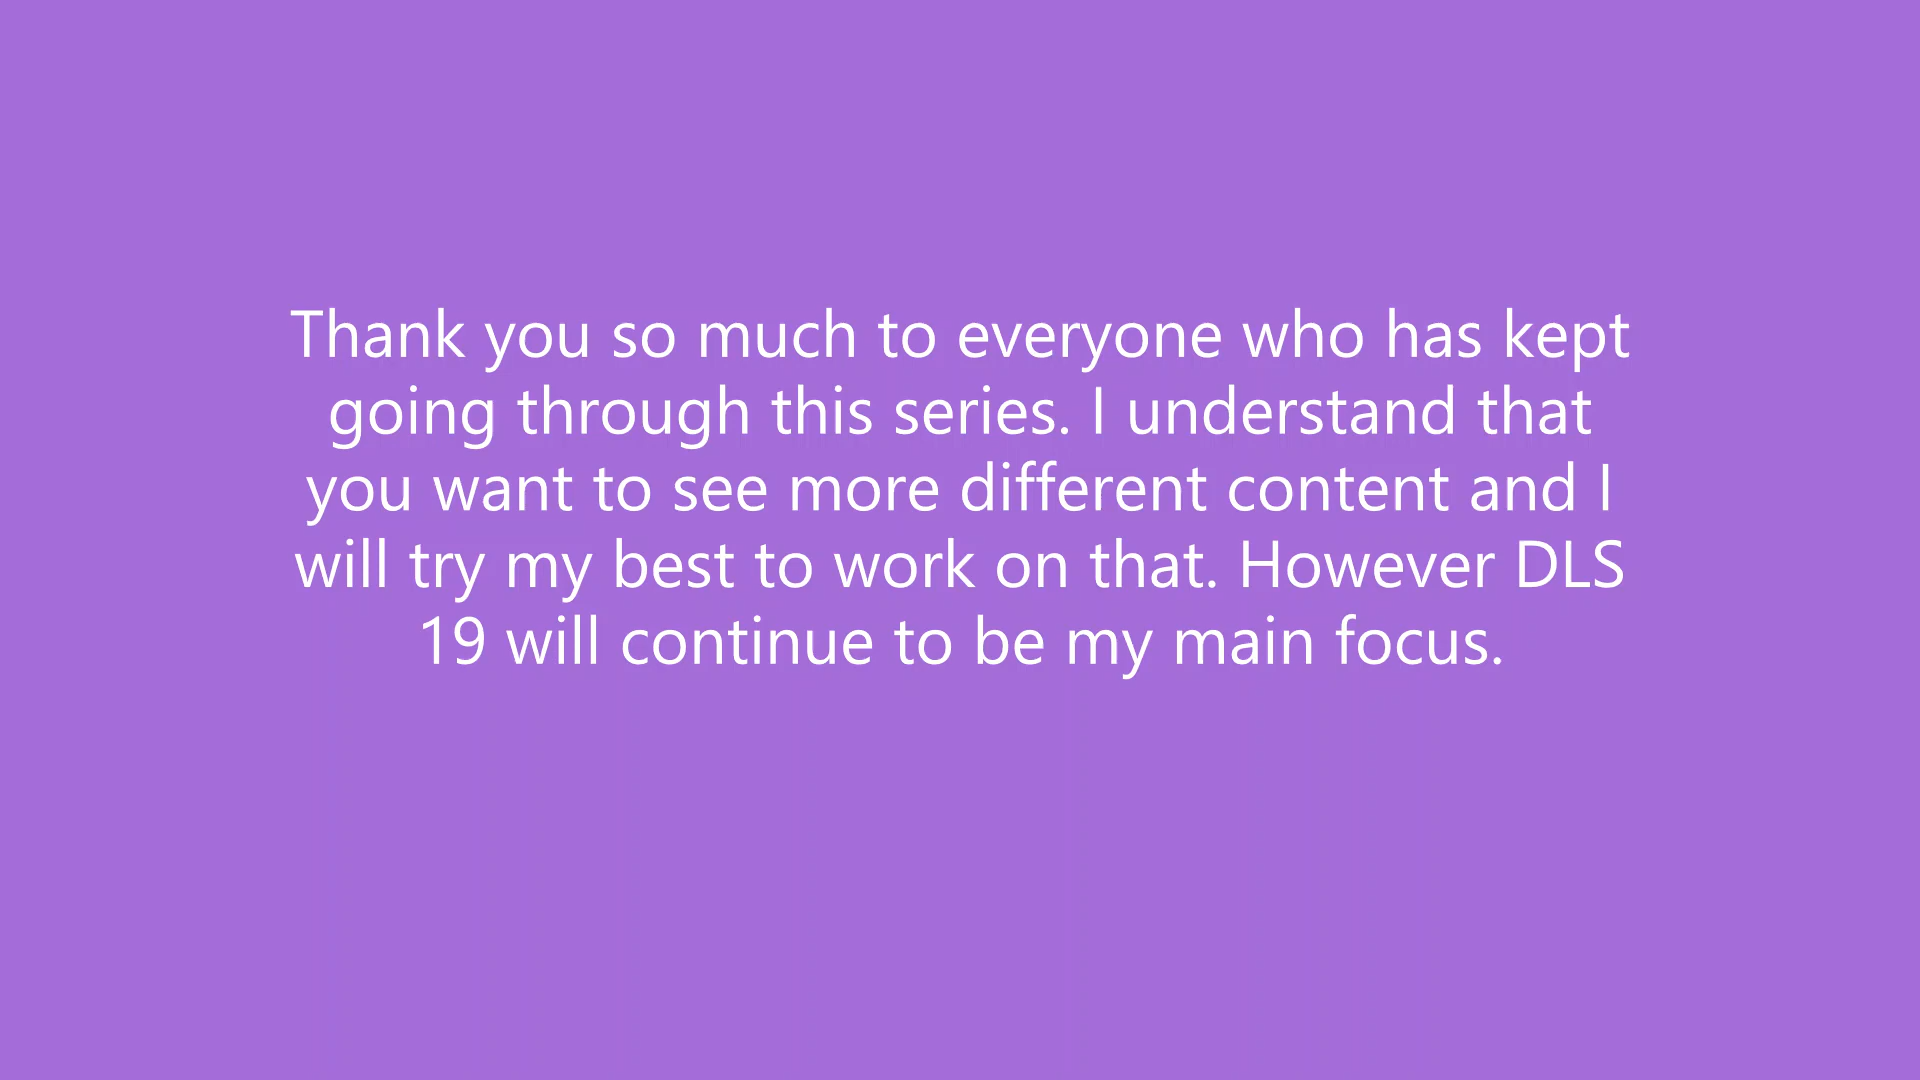 Thank you so much to everyone who has kept
going through this series. I understand that
you want to see more different content and I
will try my best to work on that. However DLS
19 will continue to be my main focus.